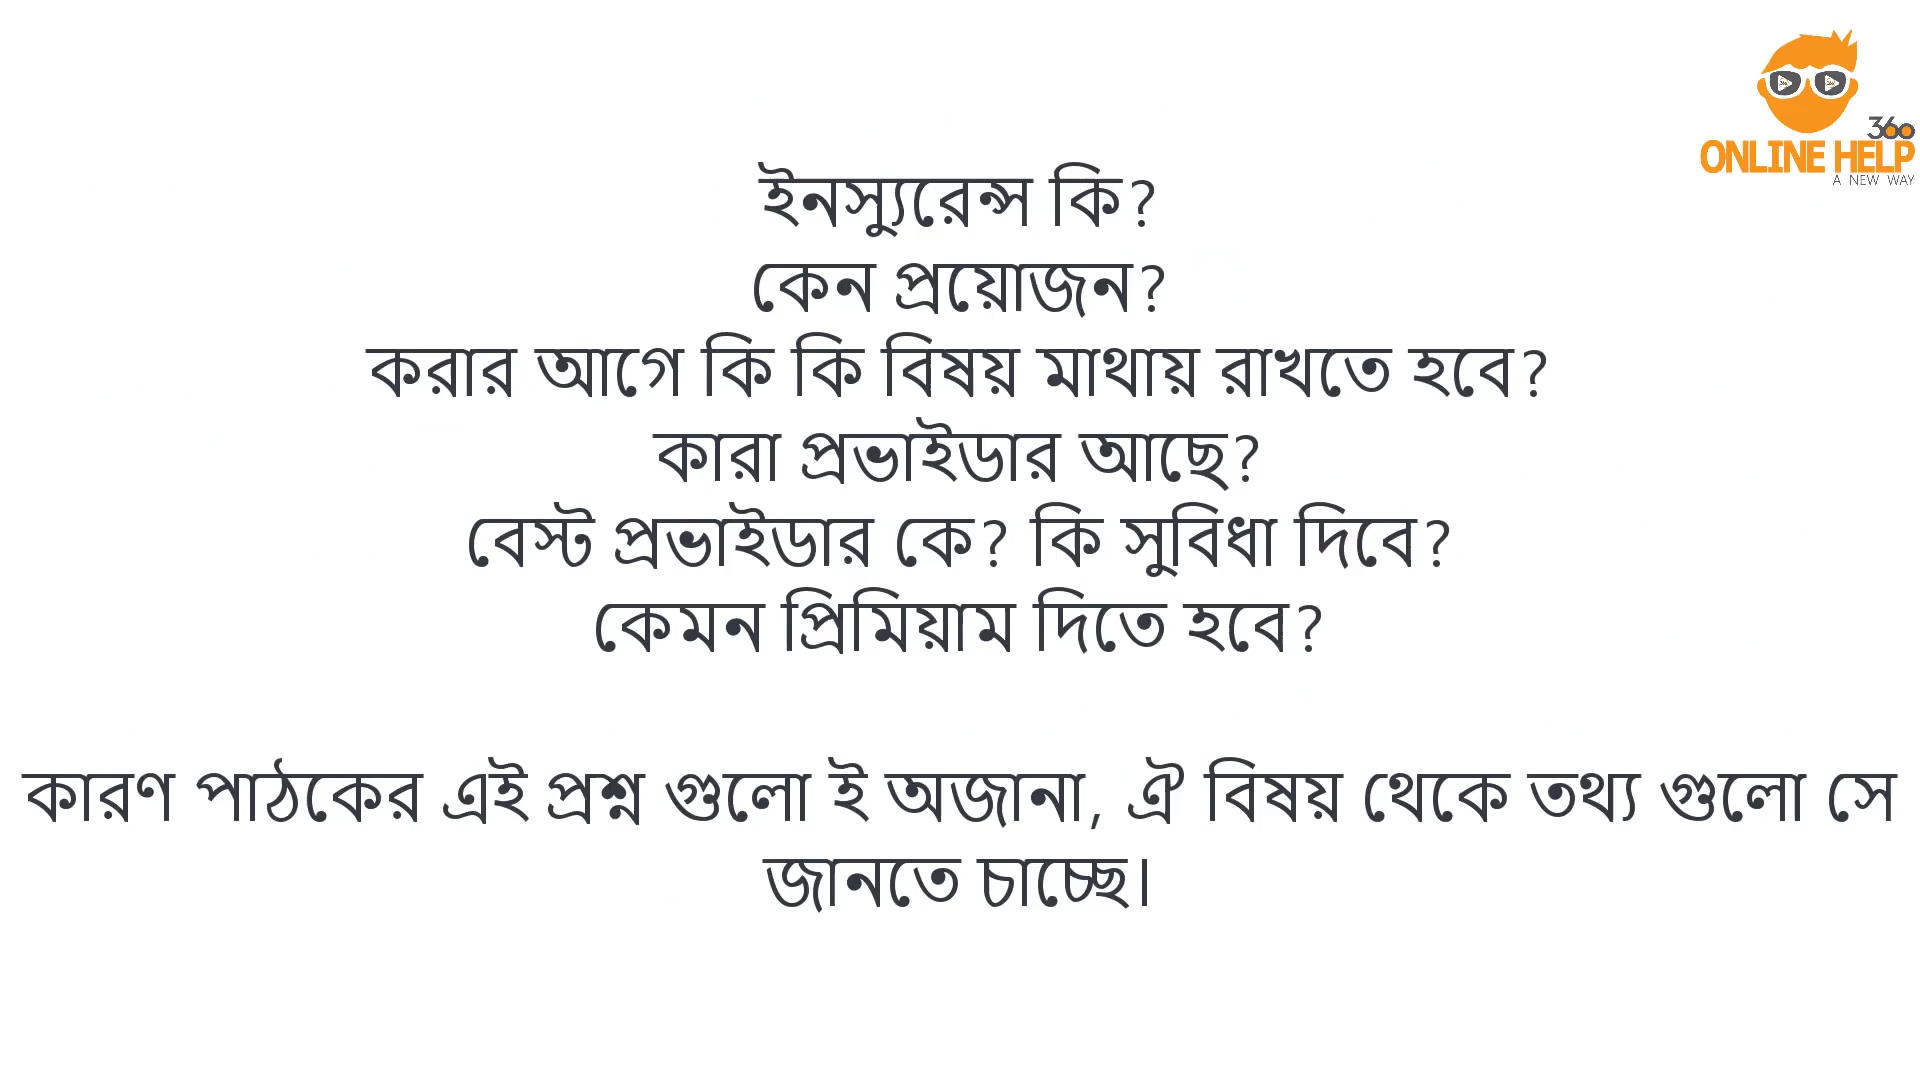 360
ONLINE HELP
A NEW WAY
ইনস্যুরেন্স কি?
কেন প্রয়োজন?
করার আগে কি কি বিষয় মাথায় রাখতে হবে?
কারা প্রভাইডার আছে?
বেস্ট প্রভাইডার কে? কি সুবিধা দিবে?
কেমন প্রিমিয়াম দিতে হবে?
কারণ পাঠকের এই প্রশ্ন গুলো ই অজানা, ঐ বিষয় থেকে তথ্য গুলো সে
জানতে চাচ্ছে।